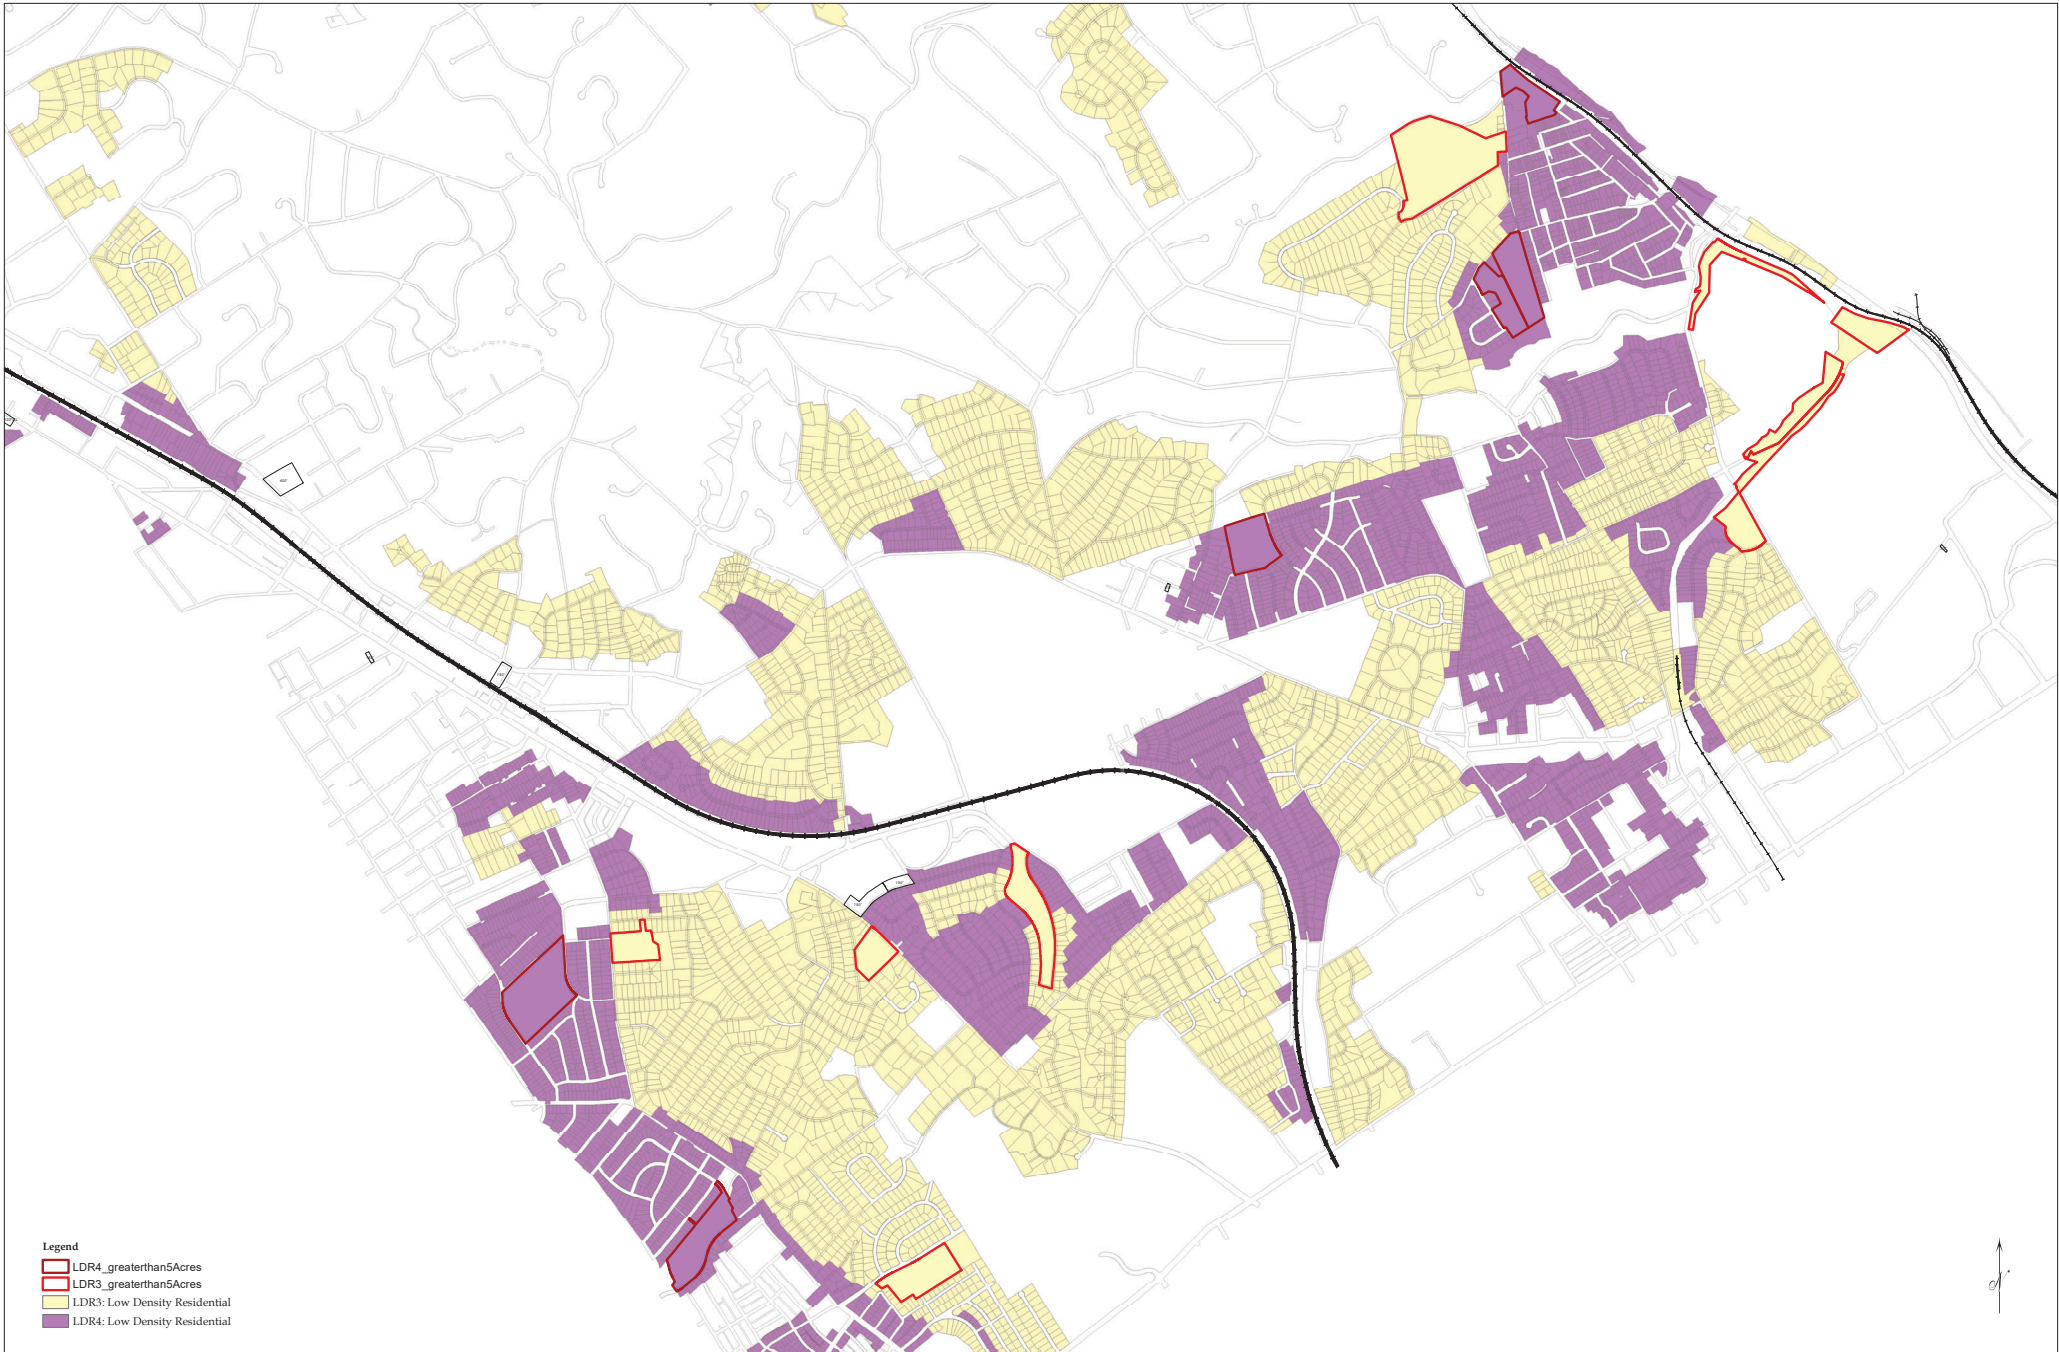 Legend
LDR4_greaterthan5Acres
LDR3_greaterthan5Acres
LDR3: Low Density Residential
LDR4: Low Density Residential